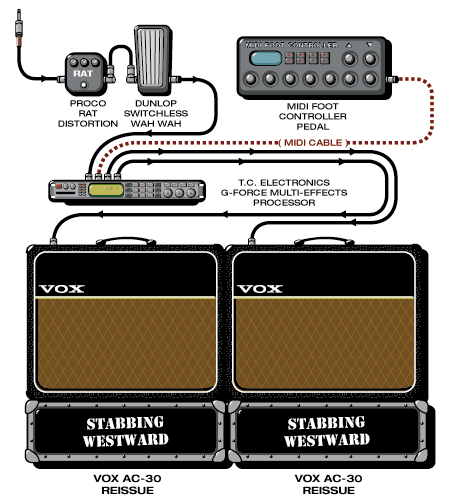 MIDI FOOT CONTROLLER
RAT
PROCO
RAT
DISTORTION
DUNLOP
SWITCHLESS
WAH WAH
MIDI FOOT
CONTROLLER
PEDAL
( MIDI CABLE )
T.C. ELECTRONICS
G-FORCE MULTI-EFFECTS
PROCESSOR
VOX
VOX
STABBING
WESTWARD
STABBING
WESTWARD
VOX AC-30
REISSUE
VOX AC-30
REISSUE